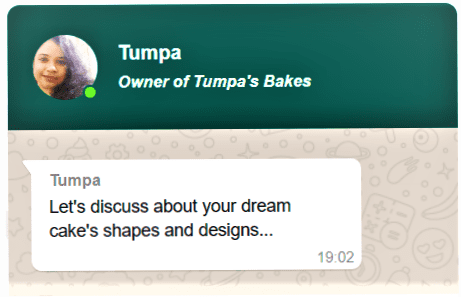 Tumpa
Owner of Tumpa's Bakes
Tumpa
Let's discuss about your dream
cake's shapes and designs...
19:02